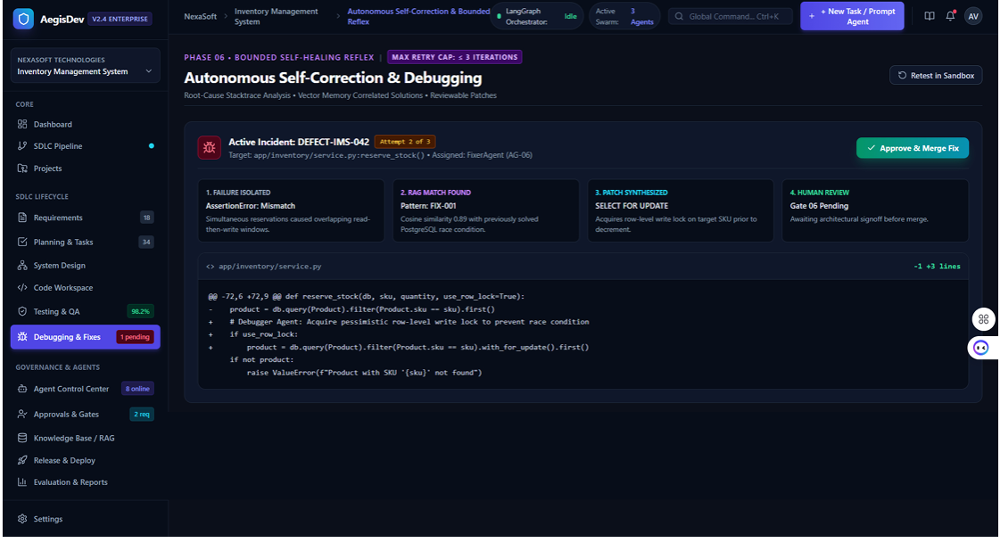 AegisDev
V2.4 ENTERPRISE
NEXASOFT TECHNOLOGIES
Inventory Management System
CORE
Dashboard
SDLC Pipeline
Projects
SDLC LIFECYCLE
Requirements 18
Planning & Tasks 34
System Design
Code Workspace
Testing & QA 98.2%
Debugging & Fixes 1 pending
GOVERNANCE & AGENTS
Agent Control Center 8 online
Approvals & Gates 2 req
Knowledge Base / RAG
Release & Deploy
Evaluation & Reports
Settings
NexaSoft
Inventory Management
System
Autonomous Self-Correction & Bounded
Reflex
LangGraph
Orchestrator:
Idle
Active
Swarm:
3
Agents
Global Command... Ctrl+K
+ + New Task / Prompt
Agent
AV
PHASE 06 • BOUNDED SELF-HEALING REFLEX | MAX RETRY CAP: ≤ 3 ITERATIONS
Autonomous Self-Correction & Debugging
Root-Cause Stacktrace Analysis • Vector Memory Correlated Solutions • Reviewable Patches
Retest in Sandbox
Active Incident: DEFECT-IMS-042 Attempt 2 of 3
Target: app/inventory/service.py:reserve_stock() • Assigned: FixerAgent (AG-06)
Approve & Merge Fix
1. FAILURE ISOLATED
AssertionError: Mismatch
Simultaneous reservations caused overlapping read-
then-write windows.
2. RAG MATCH FOUND
Pattern: FIX-001
Cosine similarity 0.89 with previously solved
PostgreSQL race condition.
3. PATCH SYNTHESIZED
SELECT FOR UPDATE
Acquires row-level write lock on target SKU prior to
decrement.
4. HUMAN REVIEW
Gate 06 Pending
Awaiting architectural signoff before merge.
<> app/inventory/service.py
-1 +3 lines
@@ -72,6 +72,9 @@ def reserve_stock(db, sku, quantity, use_row_lock=True):
-    product = db.query(Product).filter(Product.sku == sku).first()
+    # Debugger Agent: Acquire pessimistic row-level write lock to prevent race condition
+    if use_row_lock:
+        product = db.query(Product).filter(Product.sku == sku).with_for_update().first()
     if not product:
         raise ValueError(f"Product with SKU '{sku}' not found")